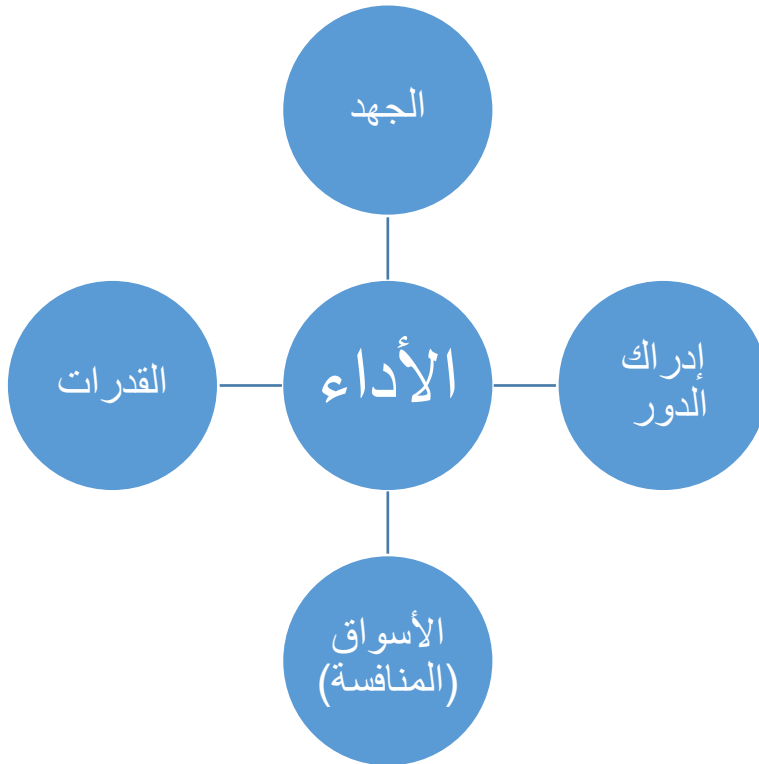 الجهد
إدراك
الدور
الأداء
القدرات
الأسواق
(المنافسة)